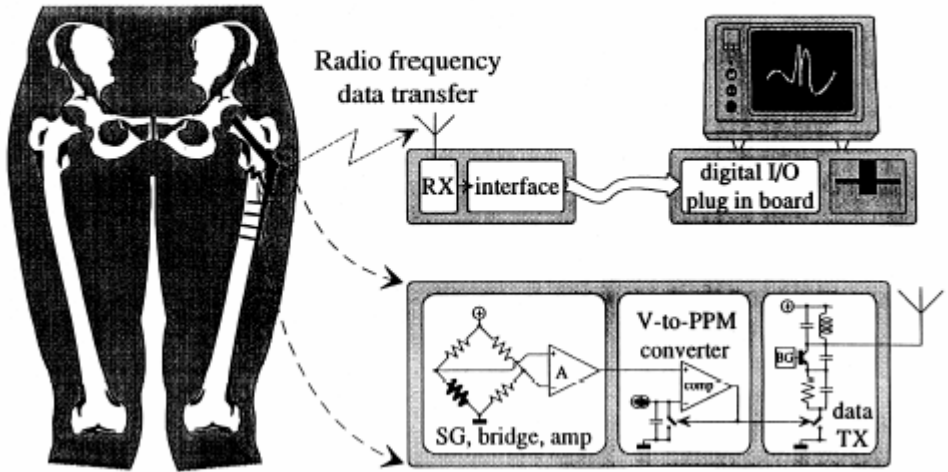 Radio frequency
data transfer
RX
interface
digital I/O
plug in board
V-to-PPM
converter
A
comp
BG
SG, bridge, amp
data
TX